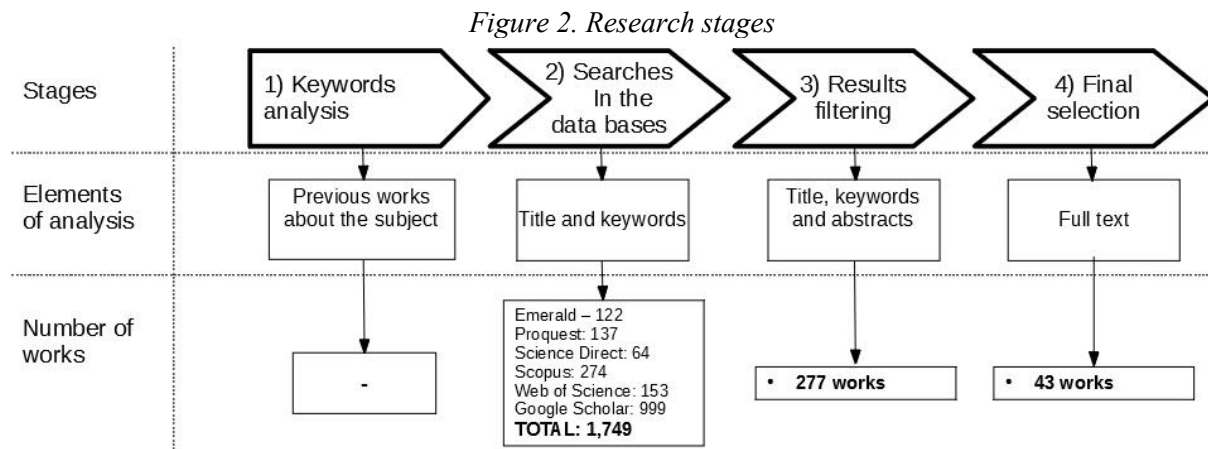 Figure 2. Research stages
Stages
1) Keywords
analysis
2) Searches
In the
data bases
3) Results
filtering
4) Final
selection
Elements
of analysis
Previous works
about the subject
Title and keywords
Title, keywords
and abstracts
Full text
Number of
works
-
Emerald – 122
Proquest: 137
Science Direct: 64
Scopus: 274
Web of Science: 153
Google Scholar: 999
TOTAL: 1,749
• 277 works
• 43 works